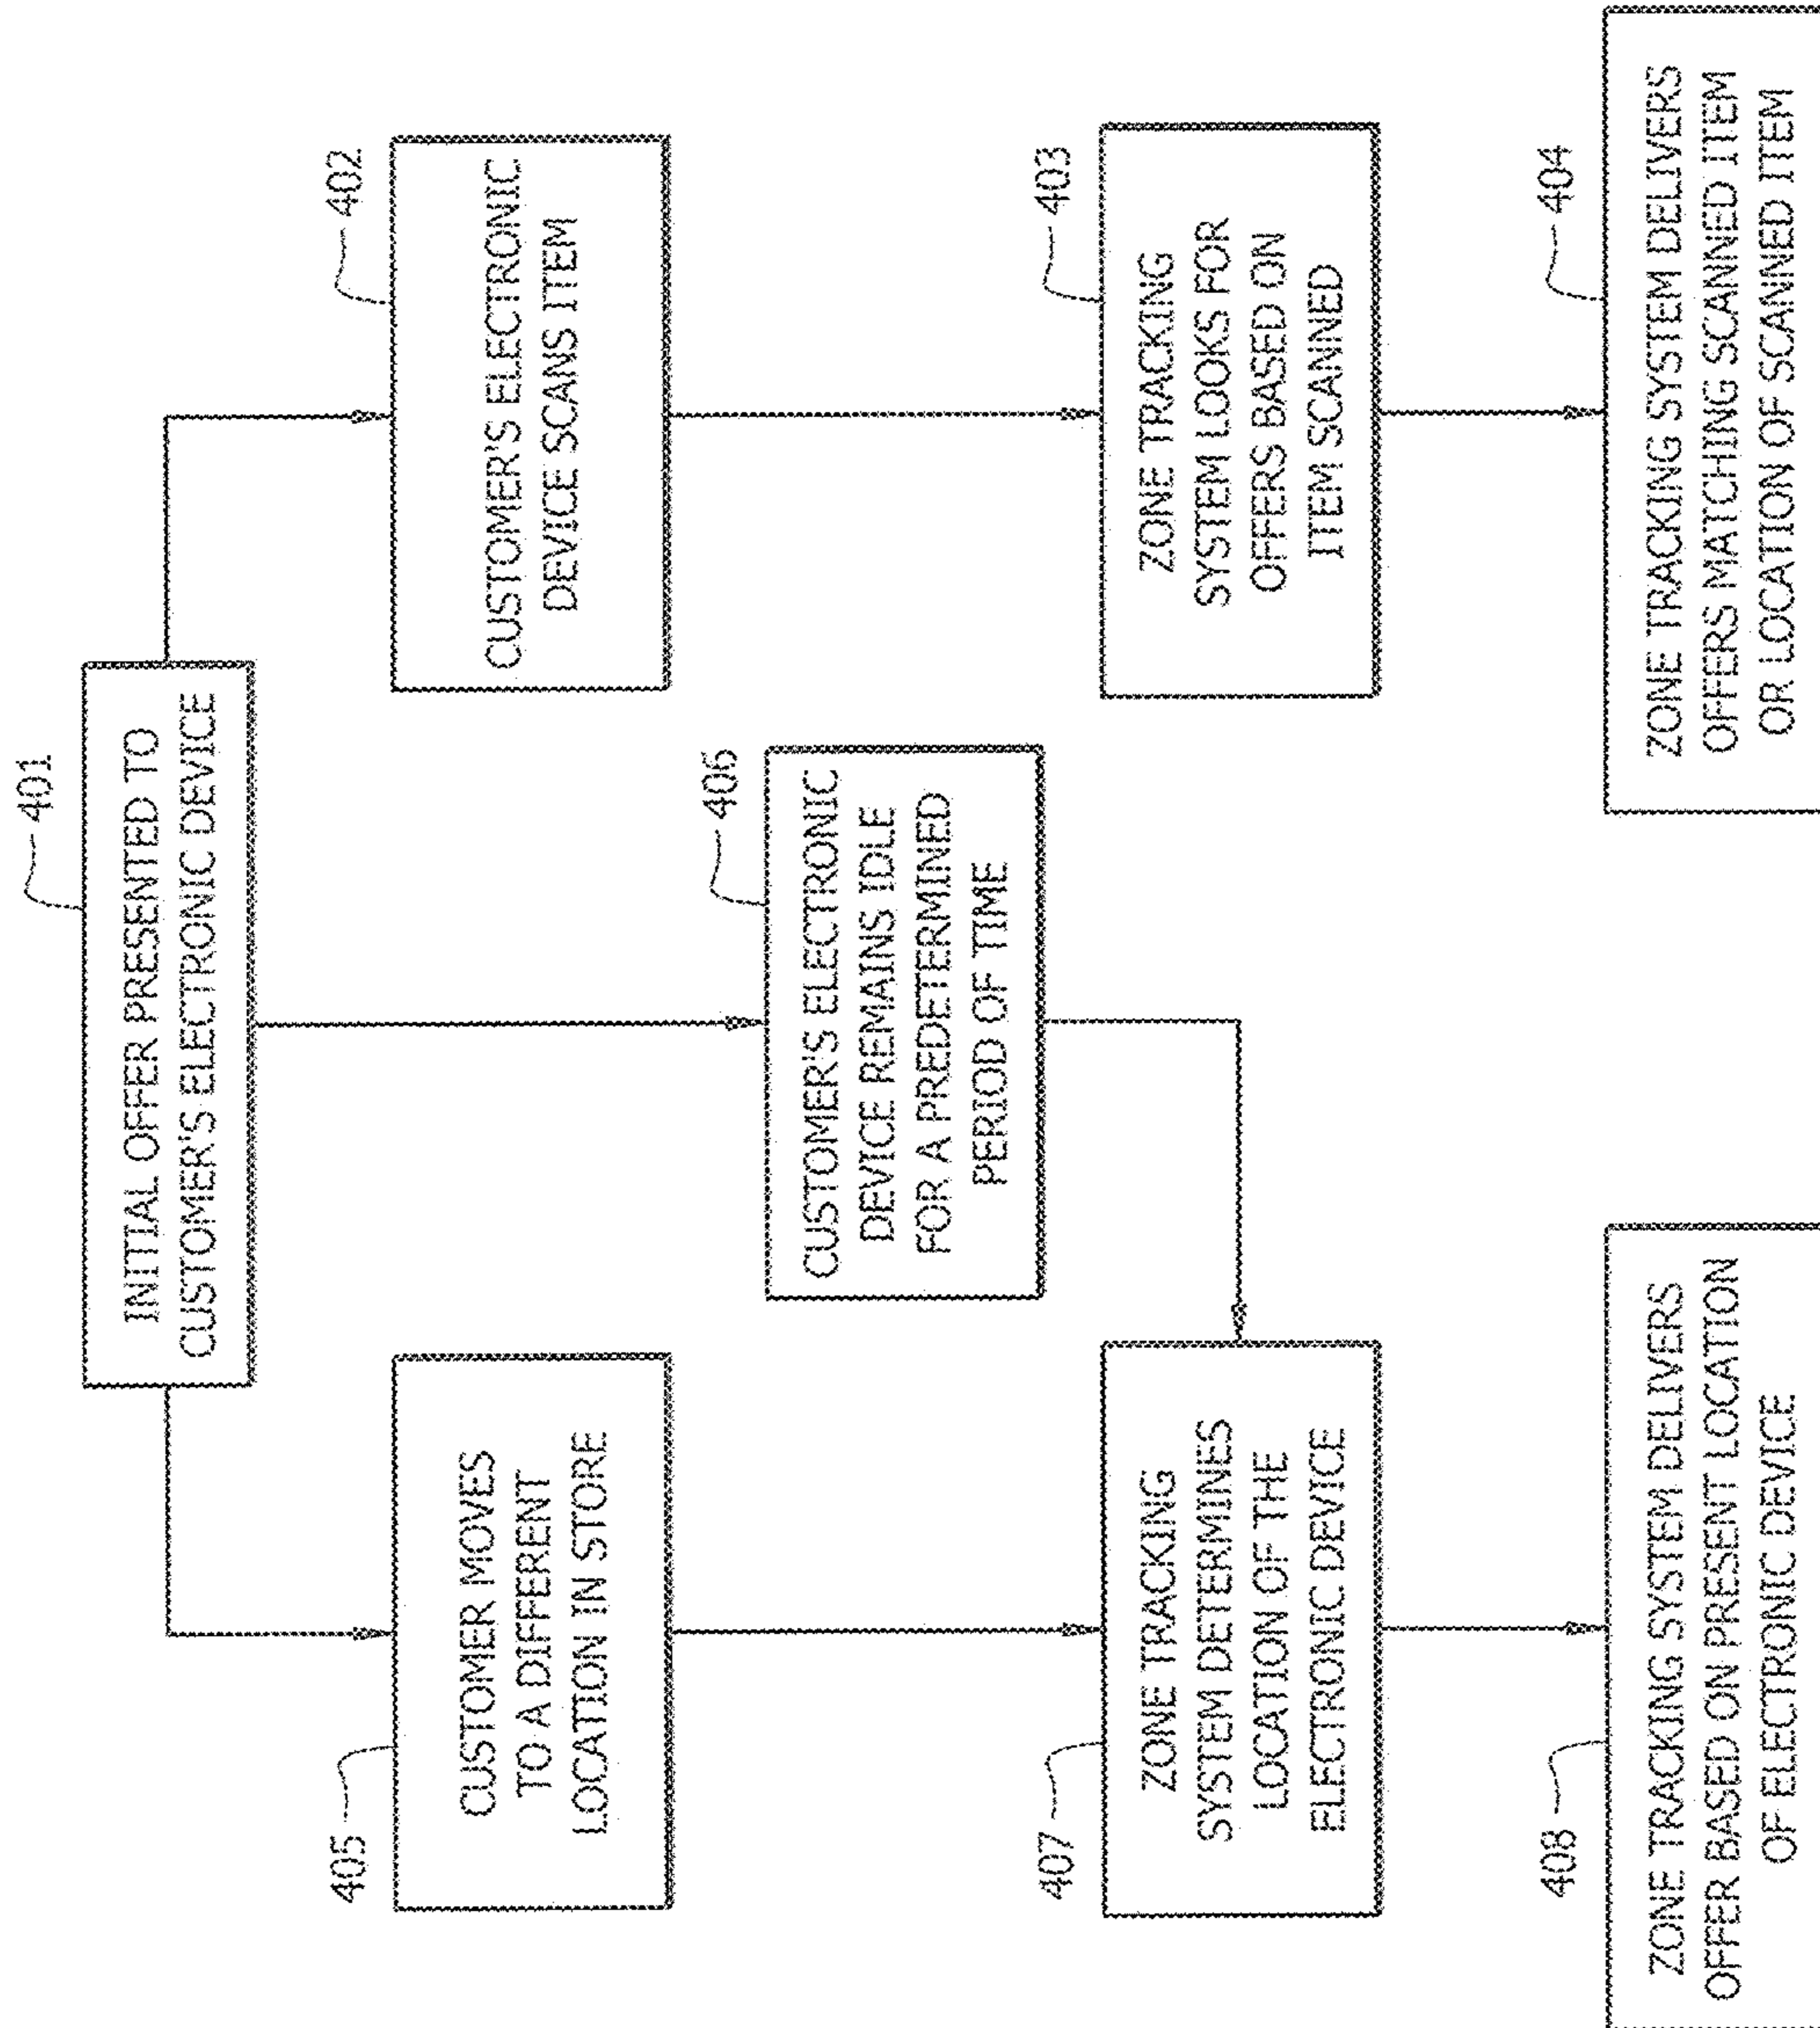 401
INITIAL OFFER PRESENTED TO
CUSTOMER'S ELECTRONIC DEVICE
402
CUSTOMER'S ELECTRONIC
DEVICE SCANS ITEM
403
ZONE TRACKING
SYSTEM LOOKS FOR
OFFERS BASED ON
ITEM SCANNED
404
ZONE TRACKING SYSTEM DELIVERS
OFFERS MATCHING SCANNED ITEM
OR LOCATION OF SCANNED ITEM
405
CUSTOMER MOVES
TO A DIFFERENT
LOCATION IN STORE
406
CUSTOMER'S ELECTRONIC
DEVICE REMAINS IDLE
FOR A PREDETERMINED
PERIOD OF TIME
407
ZONE TRACKING
SYSTEM DETERMINES
LOCATION OF THE
ELECTRONIC DEVICE
408
ZONE TRACKING SYSTEM DELIVERS
OFFER BASED ON PRESENT LOCATION
OF ELECTRONIC DEVICE